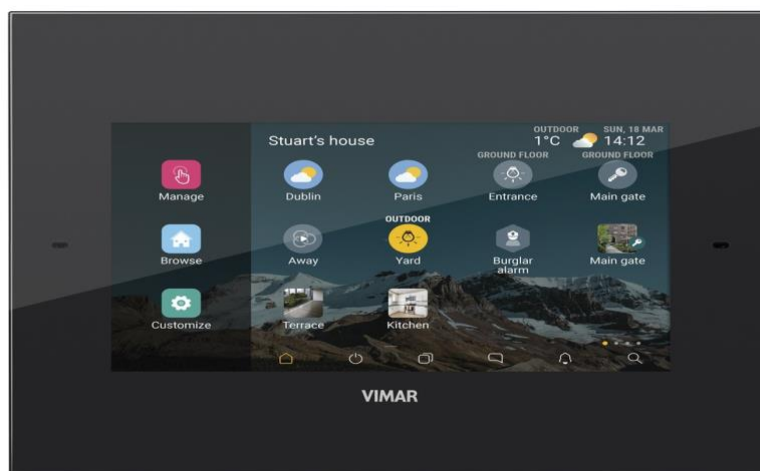 Stuart's house
OUTDOOR
1°C
SUN, 18 MAR
14:12
Manage
Dublin
Paris
GROUND FLOOR
Entrance
GROUND FLOOR
Main gate
Browse
Away
OUTDOOR
Yard
Burglar
alarm
Main gate
Customize
Terrace
Kitchen
VIMAR